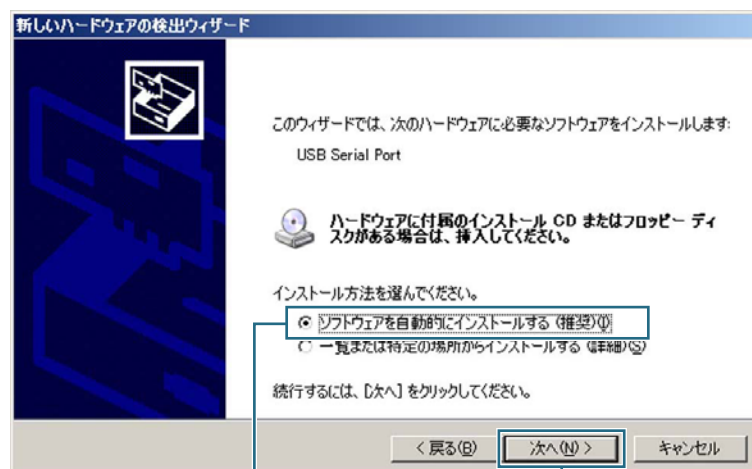 新しいハードウェアの検出ウィザード
このウィザードでは、次のハードウェアに必要なソフトウェアをインストールします:
USB Serial Port
ハードウェアに付属のインストール CD またはフロッピー ディ
スクがある場合は、挿入してください。
インストール方法を選んでください。
ソフトウェアを自動的にインストールする (推奨)(I)
一覧または特定の場所からインストールする (詳細)(S)
続行するには、[次へ] をクリックしてください。
< 戻る(B) 次へ(N) > キャンセル